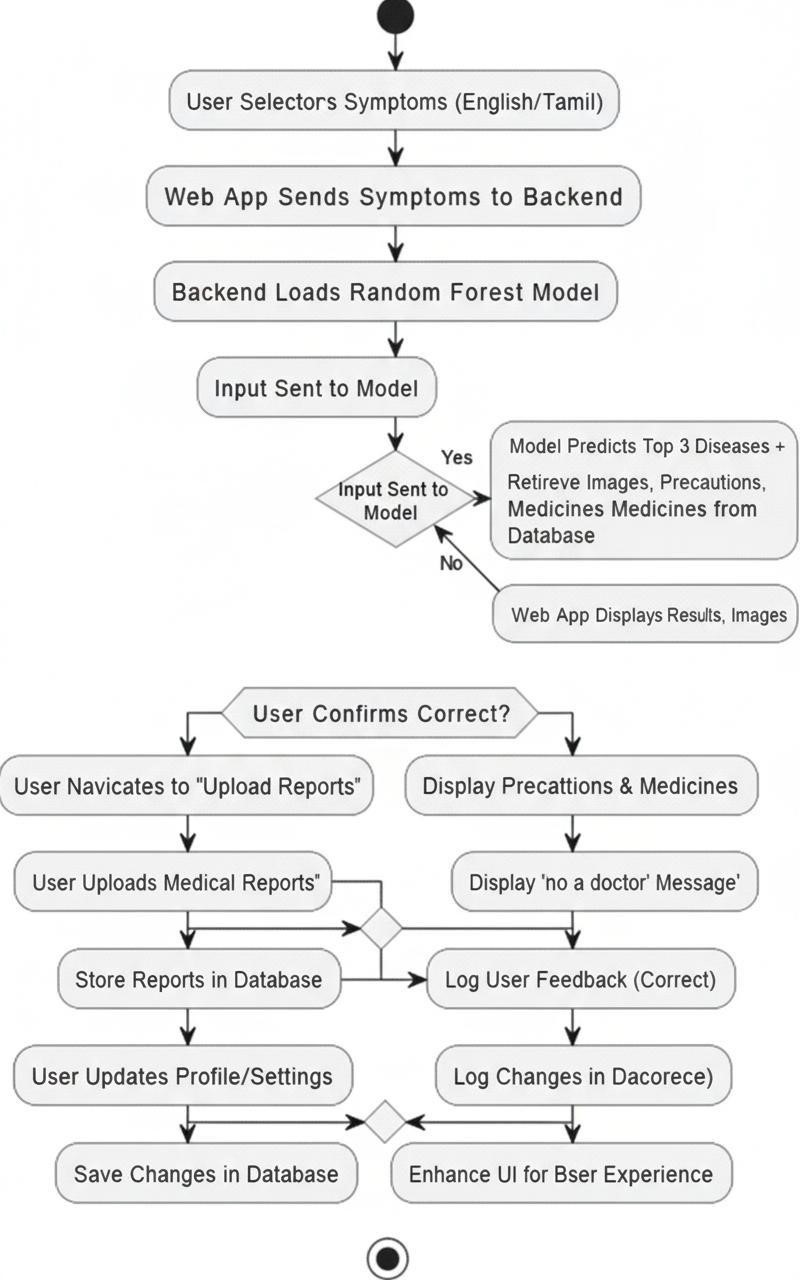 User Selectors Symptoms (English/Tamil)
Web App Sends Symptoms to Backend
Backend Loads Random Forest Model
Input Sent to Model
Input Sent to
Model
Yes
Model Predicts Top 3 Diseases +
Retireve Images, Precautions,
Medicines Medicines from
Database
No
Web App Displays Results, Images
User Confirms Correct?
User Navicates to "Upload Reports"
Display Precattions & Medicines
User Uploads Medical Reports"
Display 'no a doctor' Message'
Store Reports in Database
Log User Feedback (Correct)
User Updates Profile/Settings
Log Changes in Dacorece)
Save Changes in Database
Enhance UI for Bser Experience